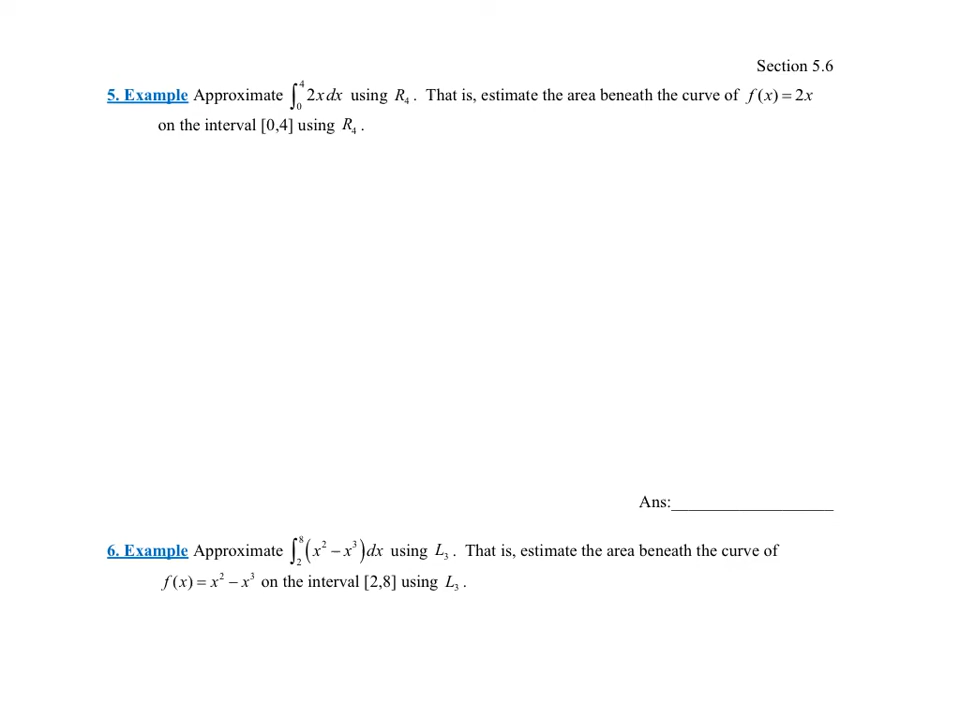 Section 5.6
5. Example Approximate ∫₀⁴ 2x dx using R₄. That is, estimate the area beneath the curve of f(x) = 2x
on the interval [0,4] using R₄.
Ans:__________________
6. Example Approximate ∫₂⁸ (x² − x³)dx using L₃. That is, estimate the area beneath the curve of
f(x) = x² − x³ on the interval [2,8] using L₃.